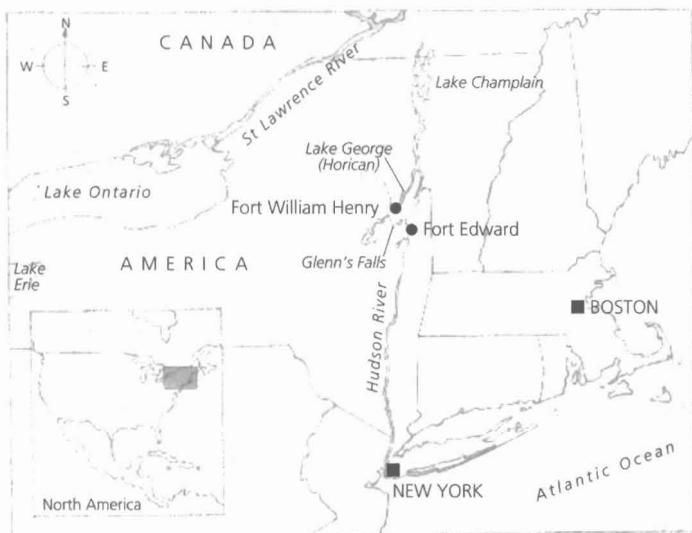 N
W E
S
CANADA
St Lawrence River
Lake Champlain
Lake George
(Horican)
Lake Ontario
Fort William Henry
Fort Edward
Glenn's Falls
AMERICA
Lake
Erie
Hudson River
BOSTON
NEW YORK
Atlantic Ocean
North America